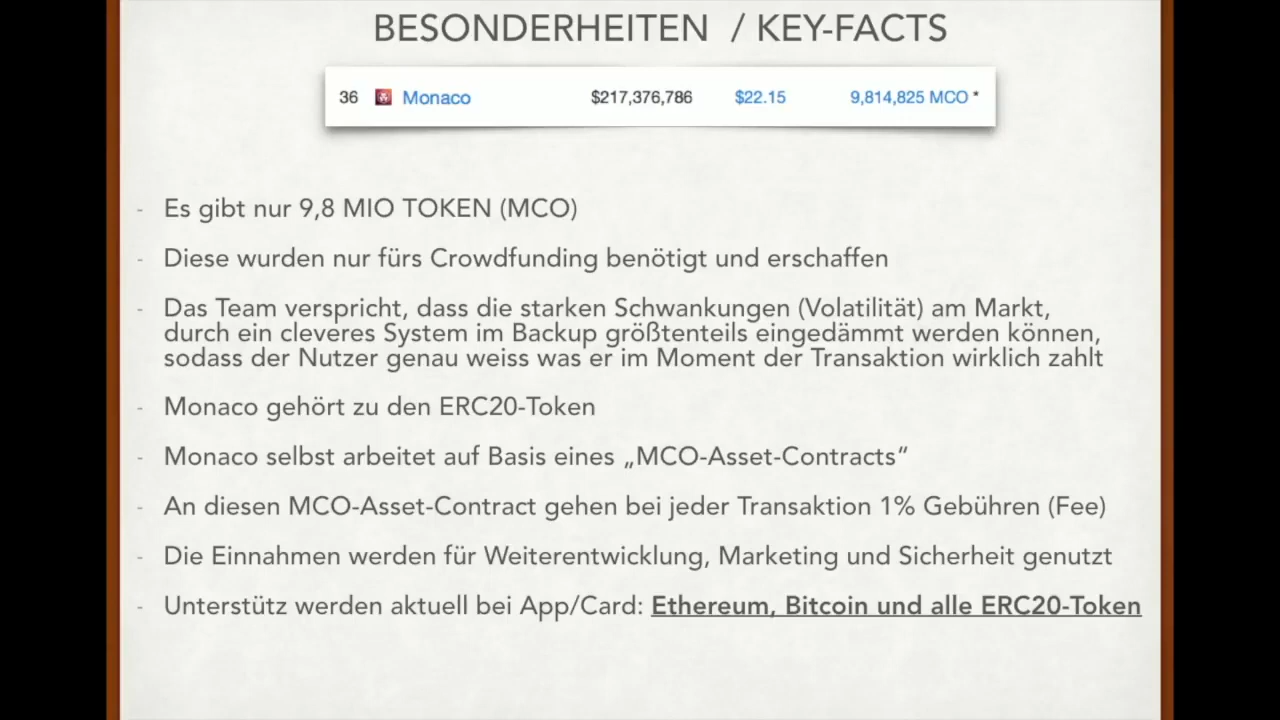 BESONDERHEITEN / KEY-FACTS
36 Monaco $217,376,786 $22.15 9,814,825 MCO *
- Es gibt nur 9,8 MIO TOKEN (MCO)
- Diese wurden nur fürs Crowdfunding benötigt und erschaffen
- Das Team verspricht, dass die starken Schwankungen (Volatilität) am Markt,
durch ein cleveres System im Backup größtenteils eingedämmt werden können,
sodass der Nutzer genau weiss was er im Moment der Transaktion wirklich zahlt
- Monaco gehört zu den ERC20-Token
- Monaco selbst arbeitet auf Basis eines „MCO-Asset-Contracts“
- An diesen MCO-Asset-Contract gehen bei jeder Transaktion 1% Gebühren (Fee)
- Die Einnahmen werden für Weiterentwicklung, Marketing und Sicherheit genutzt
- Unterstütz werden aktuell bei App/Card: Ethereum, Bitcoin und alle ERC20-Token